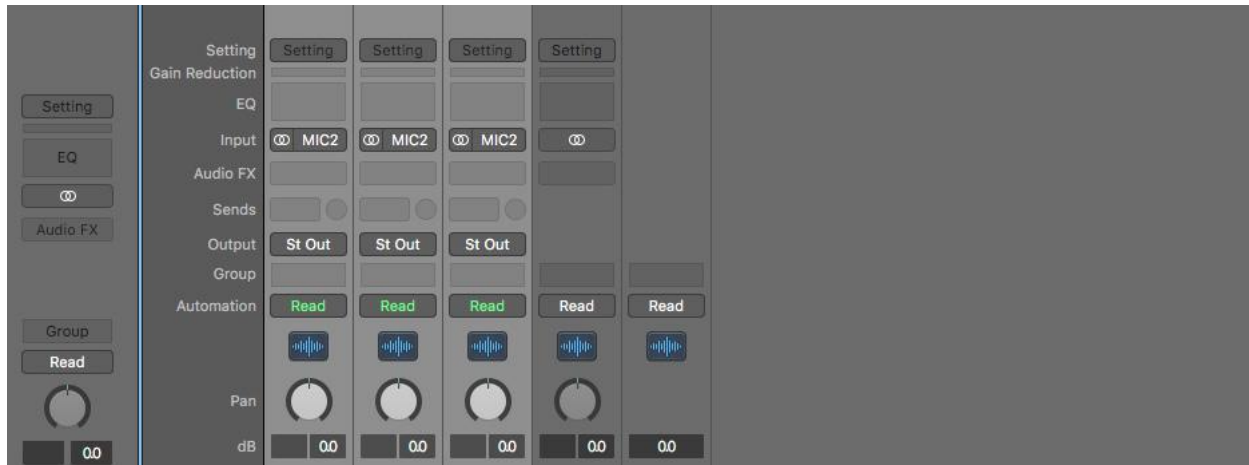 Setting
EQ
Audio FX
Group
Read
0.0
Setting Setting Setting Setting Setting
Gain Reduction
EQ
Input MIC2 MIC2 MIC2
Audio FX
Sends
Output St Out St Out St Out
Group
Automation Read Read Read Read Read
Pan
dB 0.0 0.0 0.0 0.0 0.0